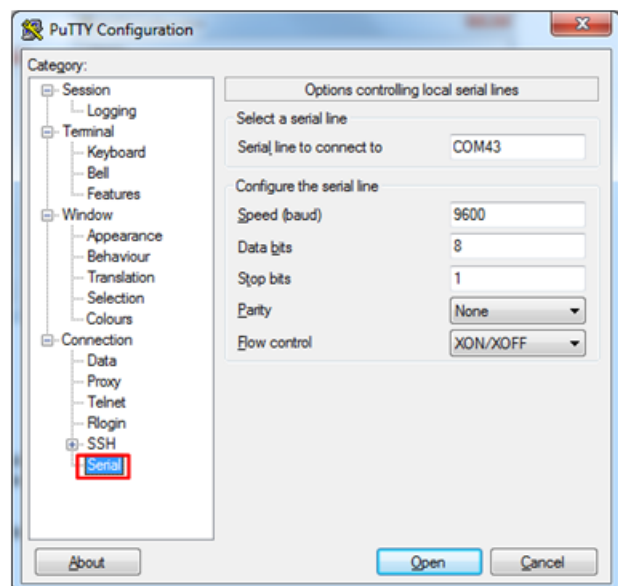 PuTTY Configuration
Category:
Session
Logging
Terminal
Keyboard
Bell
Features
Window
Appearance
Behaviour
Translation
Selection
Colours
Connection
Data
Proxy
Telnet
Rlogin
SSH
Serial
Options controlling local serial lines
Select a serial line
Serial line to connect to COM43
Configure the serial line
Speed (baud) 9600
Data bits 8
Stop bits 1
Parity None
Flow control XON/XOFF
About
Open
Cancel